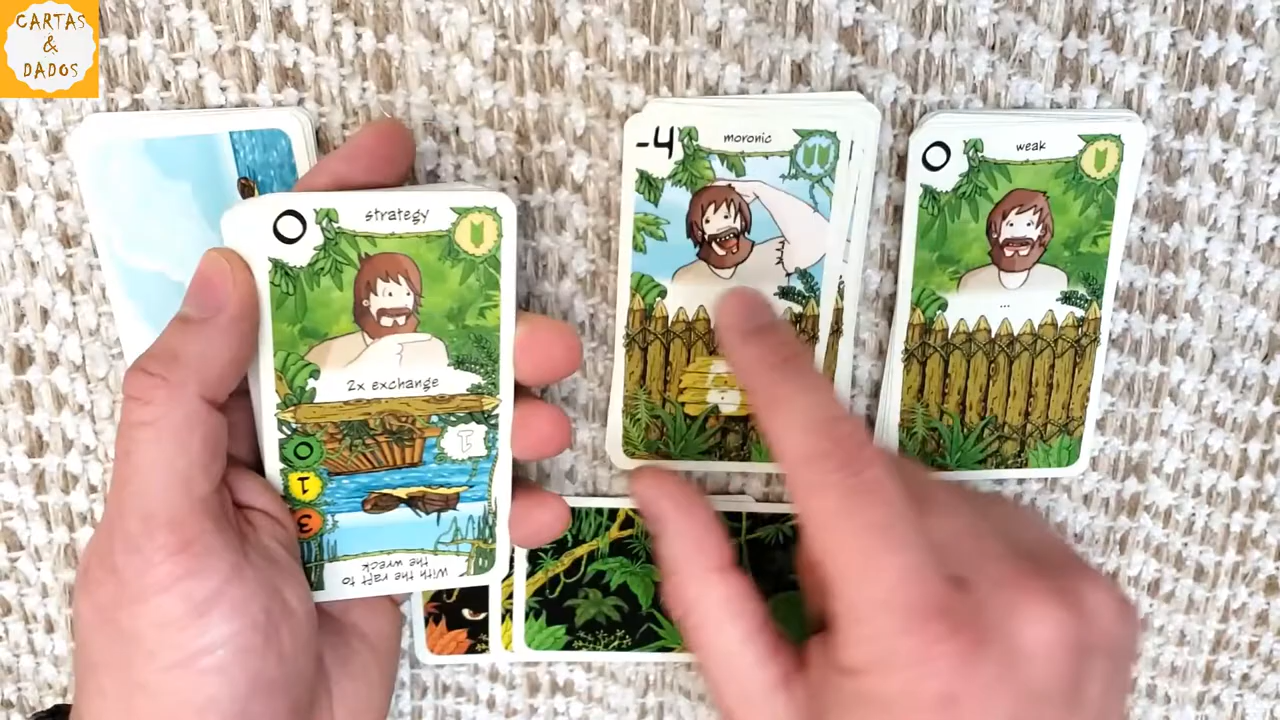 CARTAS
&
DADOS
0
strategy
2x exchange
1
0
1
3
With the raft to
the wreck
-4
moronic
0
weak
...